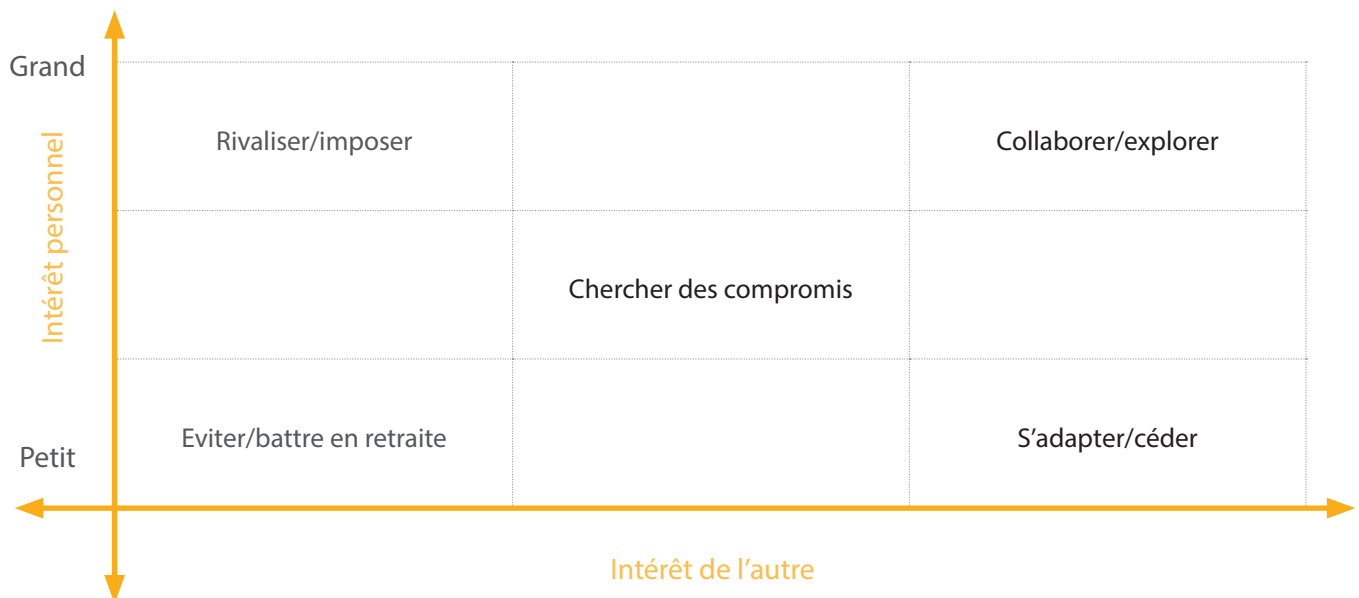 Grand
Intérêt personnel
Rivaliser/imposer
Collaborer/explorer
Chercher des compromis
Eviter/battre en retraite
S’adapter/céder
Petit
Intérêt de l’autre